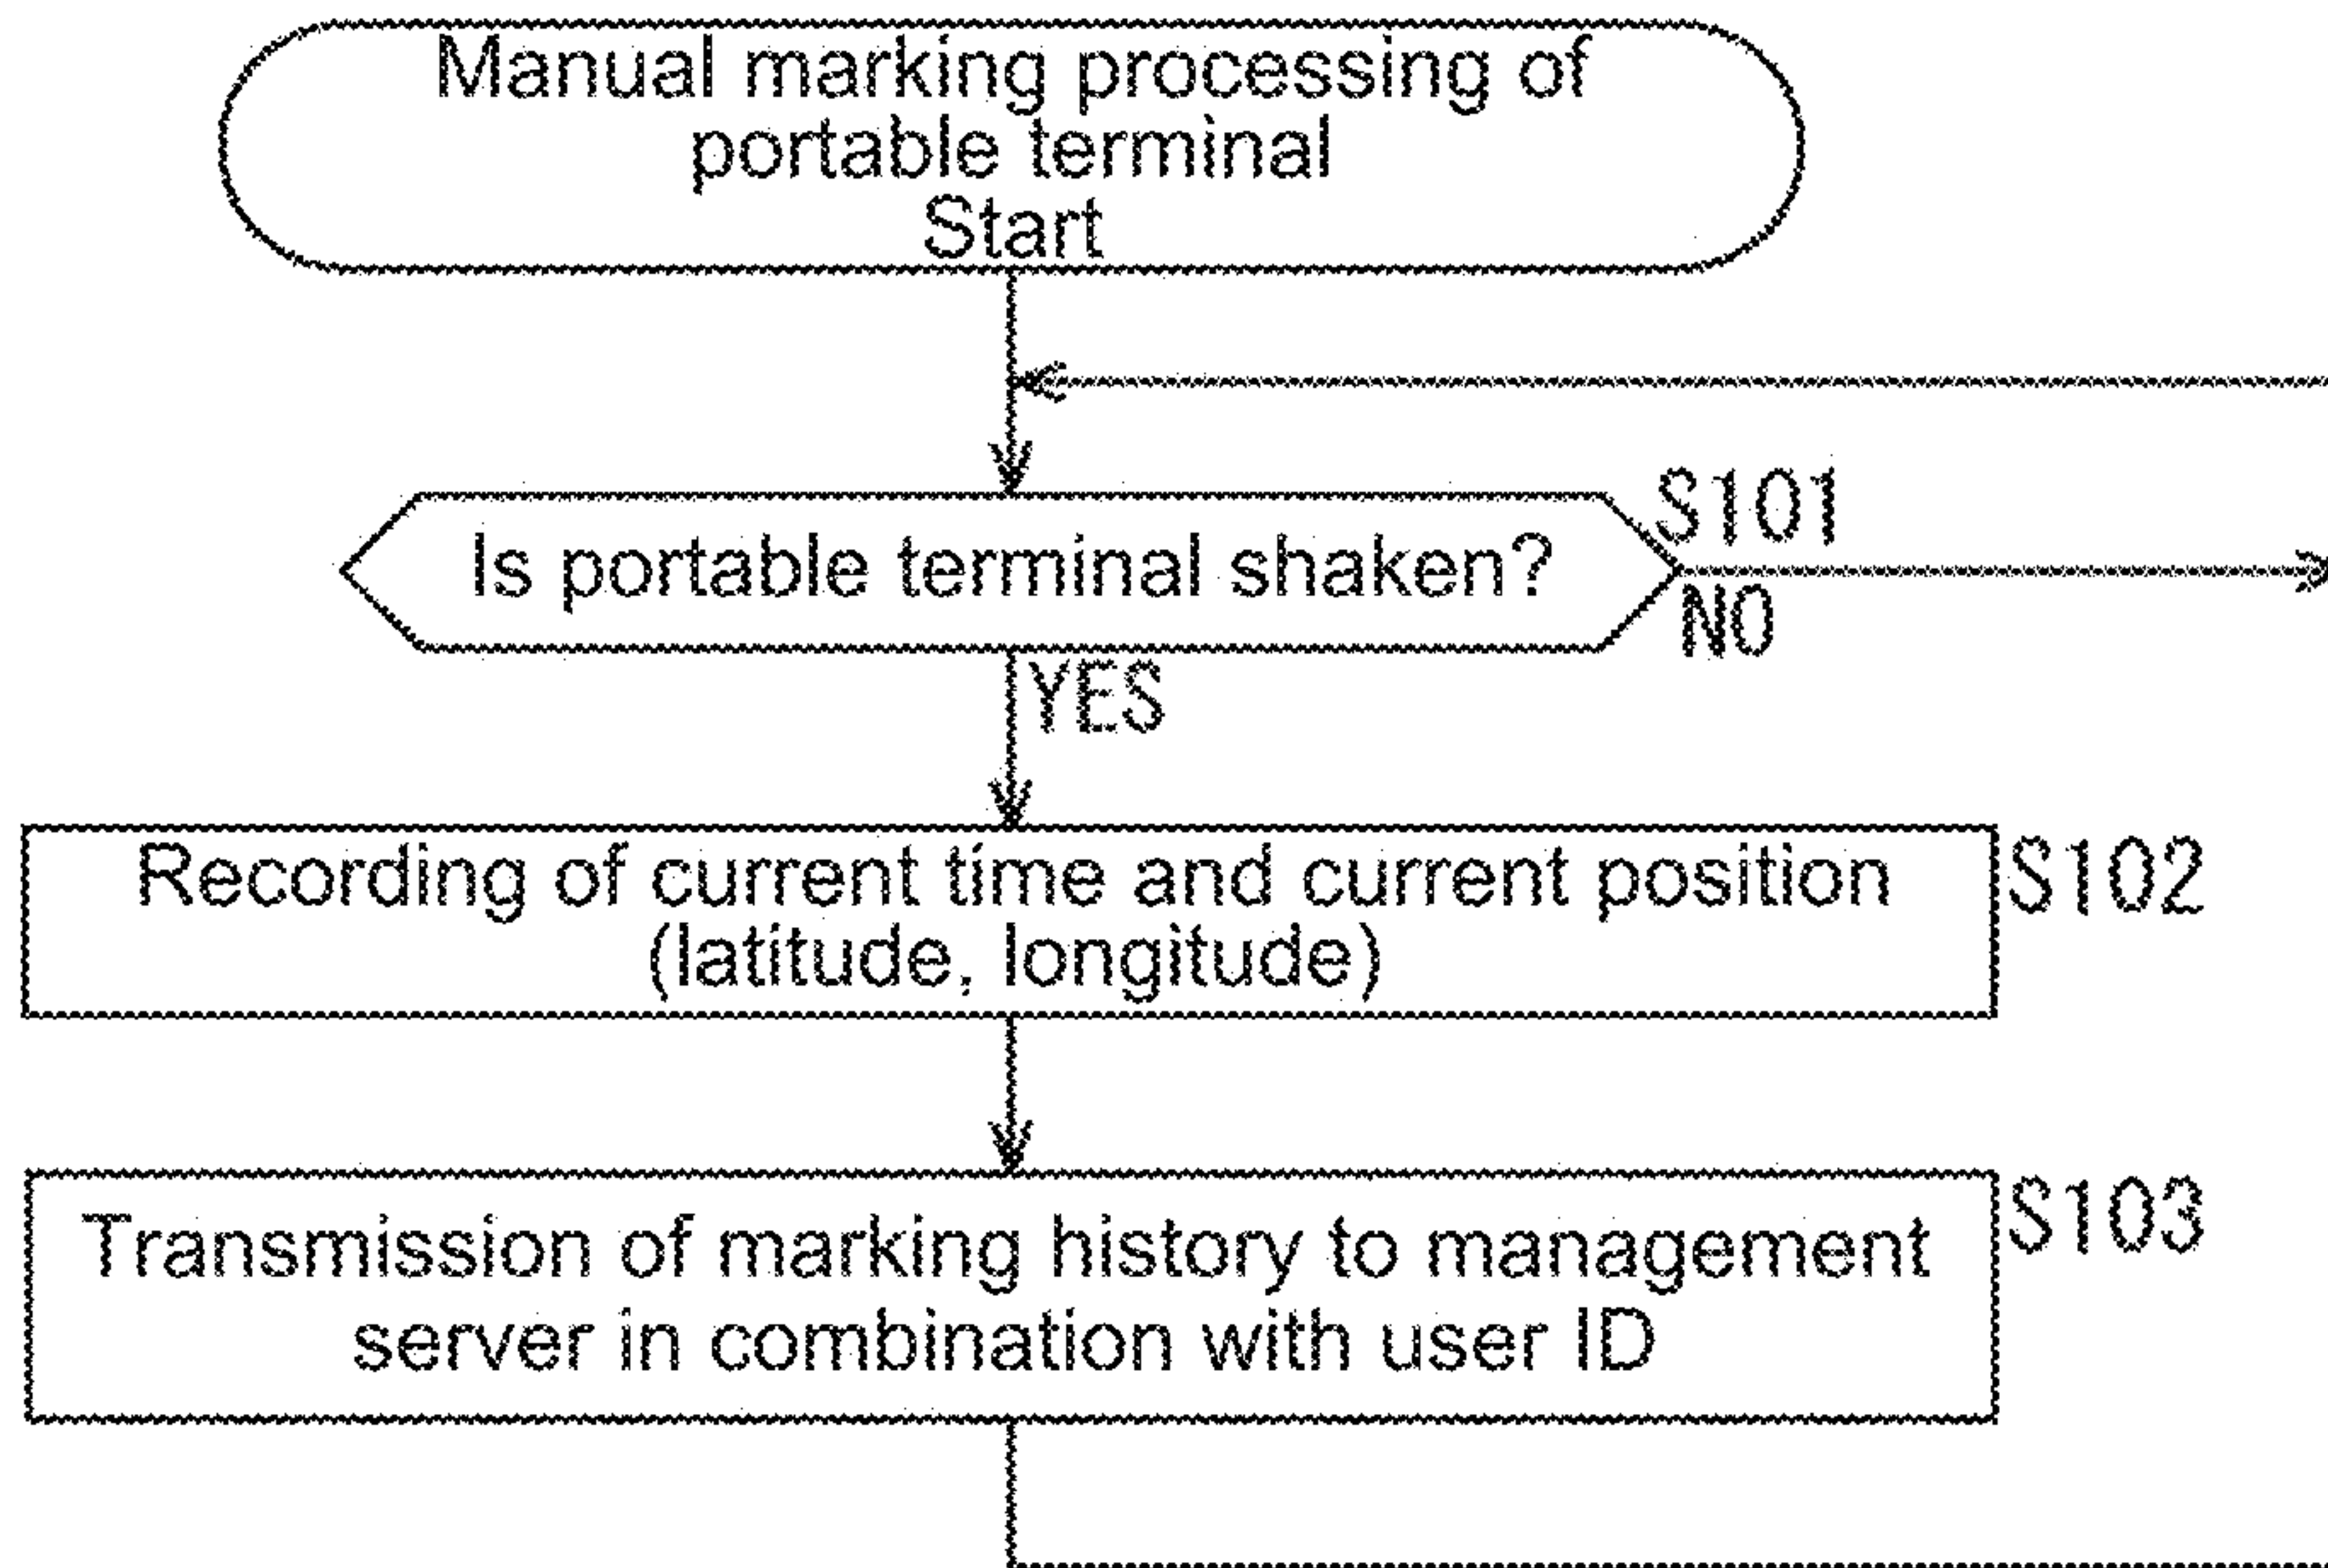 Manual marking processing of
portable terminal
Start
S101
Is portable terminal shaken?
NO
YES
Recording of current time and current position
(latitude, longitude)
S102
Transmission of marking history to management
server in combination with user ID
S103